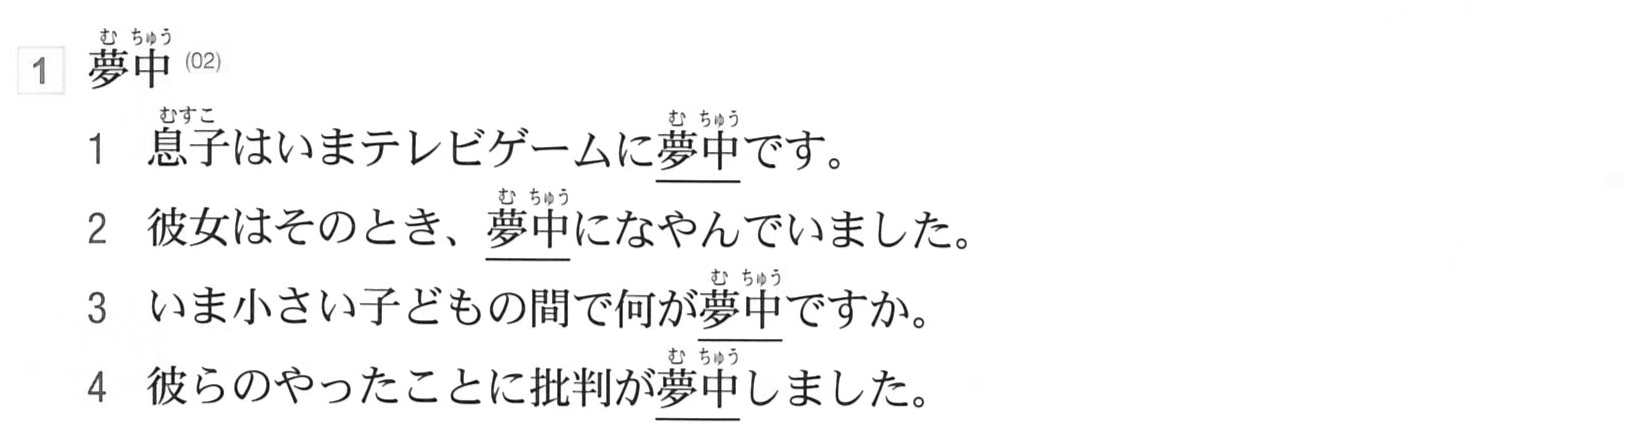 1 夢中 (02)
1 息子はいまテレビゲームに夢中です。
2 彼女はそのとき、夢中になやんでいました。
3 いま小さい子どもの間で何が夢中ですか。
4 彼らのやったことに批判が夢中しました。